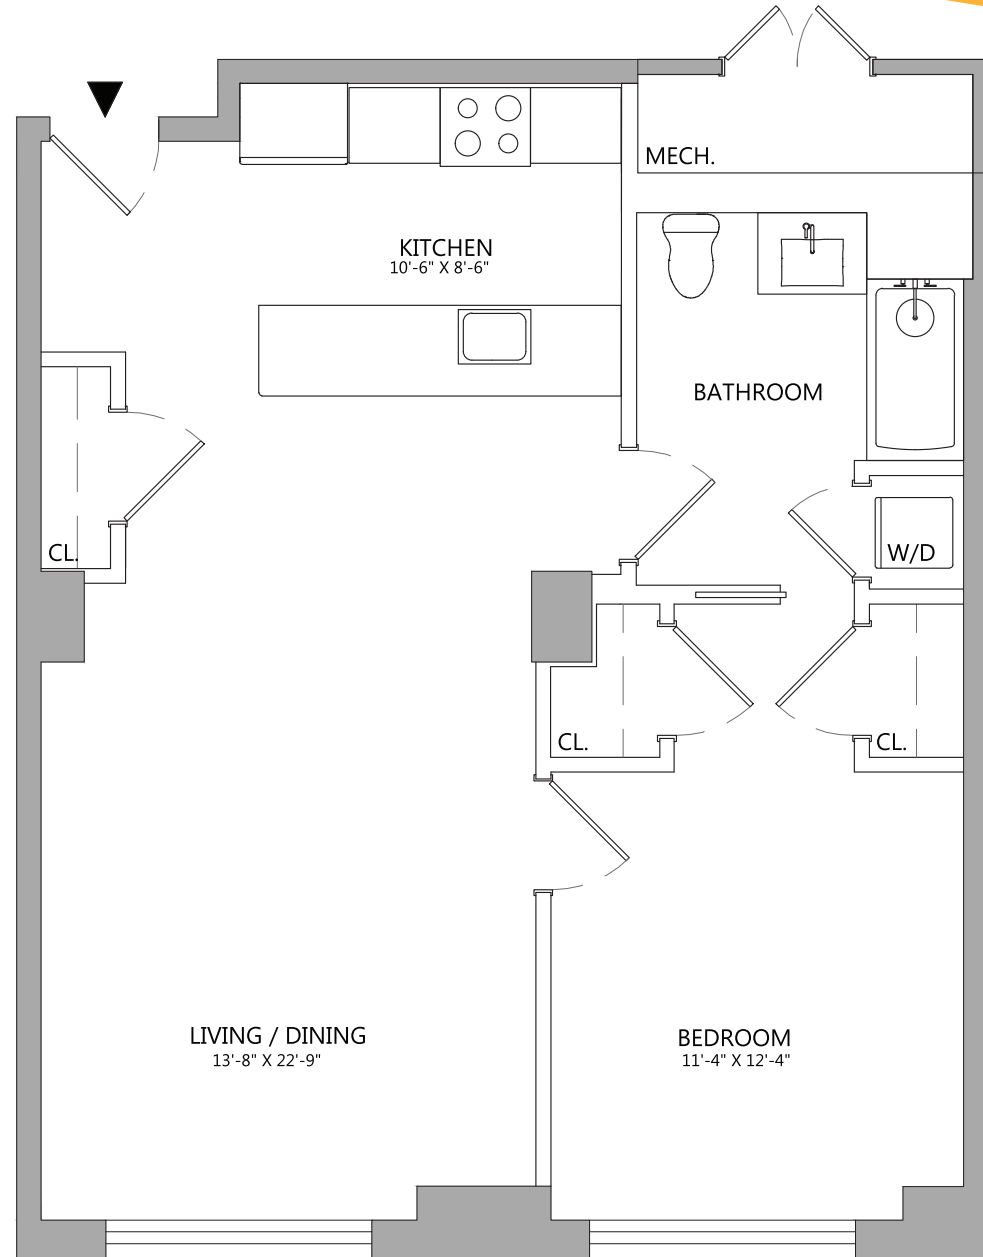 MECH.
KITCHEN
10'-6" X 8'-6"
BATHROOM
CL.
W/D
CL.
CL.
LIVING / DINING
13'-8" X 22'-9"
BEDROOM
11'-4" X 12'-4"